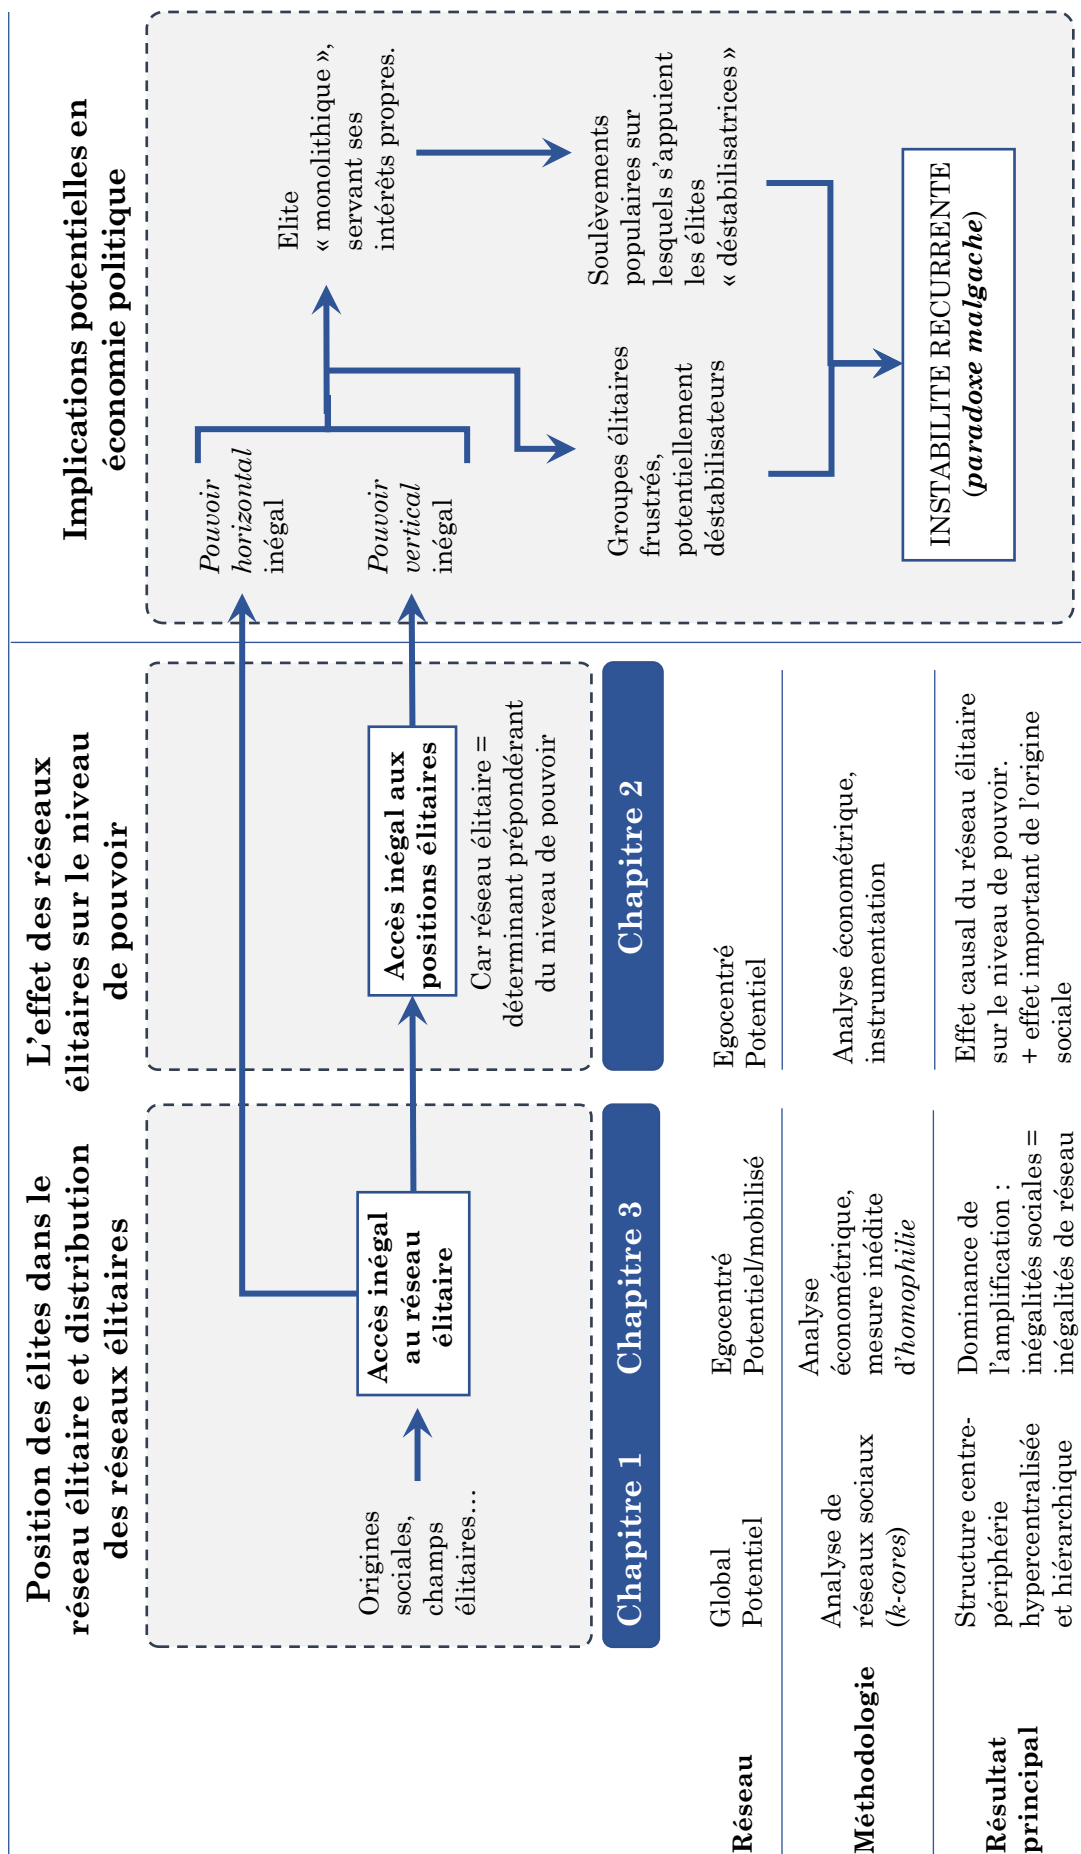 Position des élites dans le
réseau élitaire et distribution
des réseaux élitaires
L'effet des réseaux
élitaires sur le niveau
de pouvoir
Implications potentielles en
économie politique
Origines
sociales,
champs
élitaires…
Accès inégal
au réseau
élitaire
Accès inégal aux
positions élitaires
Car réseau élitaire =
déterminant prépondérant
du niveau de pouvoir
Pouvoir
horizontal
inégal
Pouvoir
vertical
inégal
Elite
« monolithique »,
servant ses
intérêts propres.
Groupes élitaires
frustrés,
potentiellement
déstabilisateurs
Soulèvements
populaires sur
lesquels s'appuient
les élites
« déstabilisatrices »
INSTABILITE RECURRENTE
(paradoxe malgache)
Chapitre 1
Chapitre 3
Chapitre 2
Réseau
Global
Potentiel
Egocentré
Potentiel/mobilisé
Egocentré
Potentiel
Méthodologie
Analyse de
réseaux sociaux
(k-cores)
Analyse
économétrique,
mesure inédite
d'homophilie
Analyse économétrique,
instrumentation
Résultat
principal
Structure centre-
périphérie
hypercentralisée
et hiérarchique
Dominance de
l'amplification :
inégalités sociales =
inégalités de réseau
Effet causal du réseau élitaire
sur le niveau de pouvoir.
+ effet important de l'origine
sociale